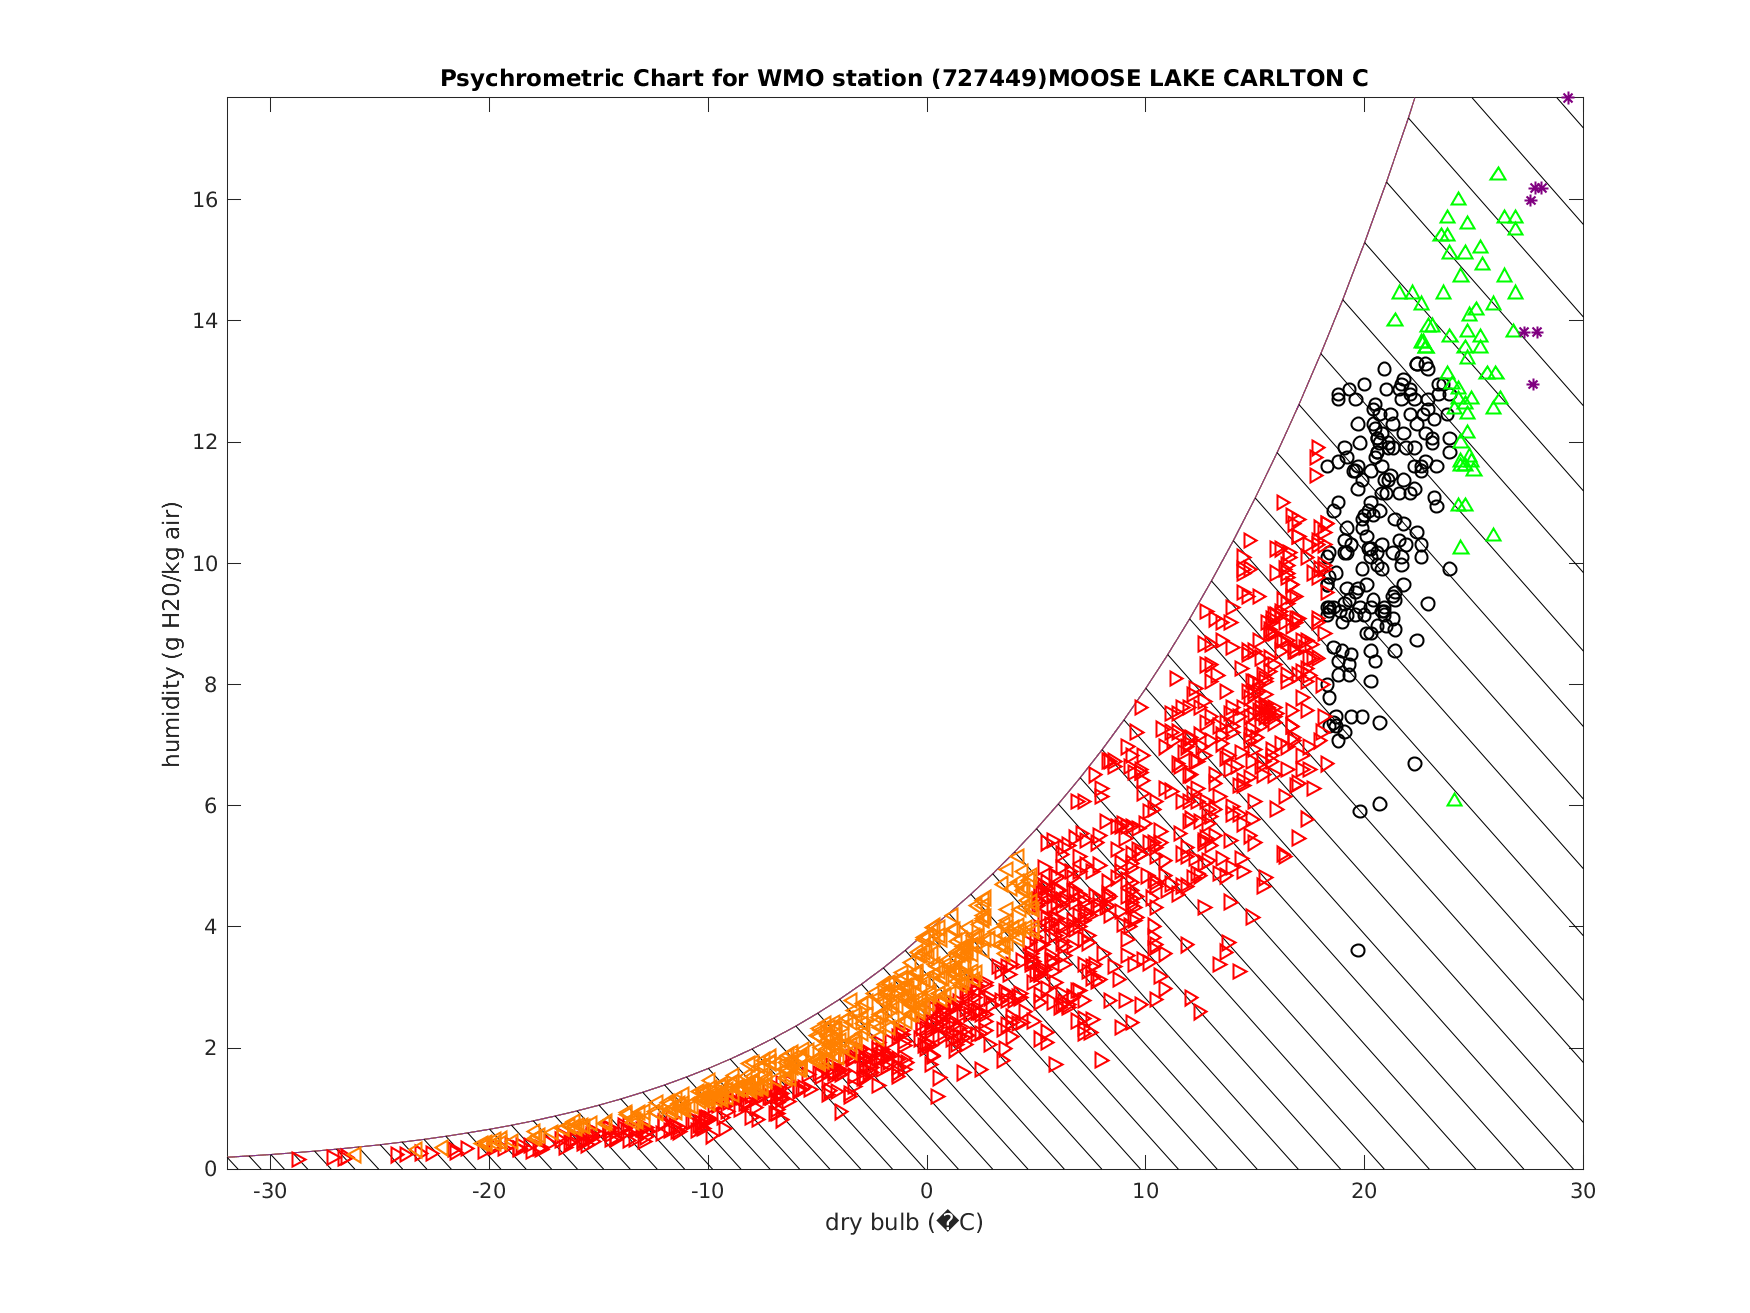 Psychrometric Chart for WMO station (727449)MOOSE LAKE CARLTON C
humidity (g H20/kg air)
16
14
12
10
8
6
4
2
0
-30 -20 -10 0 10 20 30
dry bulb (�C)